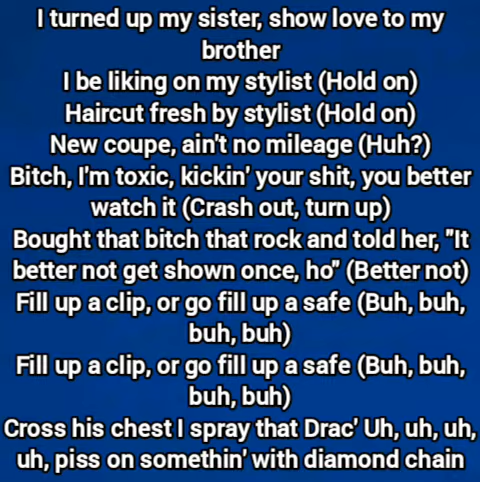 I turned up my sister, show love to my
brother
I be liking on my stylist (Hold on)
Haircut fresh by stylist (Hold on)
New coupe, ain't no mileage (Huh?)
Bitch, I'm toxic, kickin' your shit, you better
watch it (Crash out, turn up)
Bought that bitch that rock and told her, "It
better not get shown once, ho" (Better not)
Fill up a clip, or go fill up a safe (Buh, buh,
buh, buh)
Fill up a clip, or go fill up a safe (Buh, buh,
buh, buh)
Cross his chest I spray that Drac' Uh, uh, uh,
uh, piss on somethin' with diamond chain